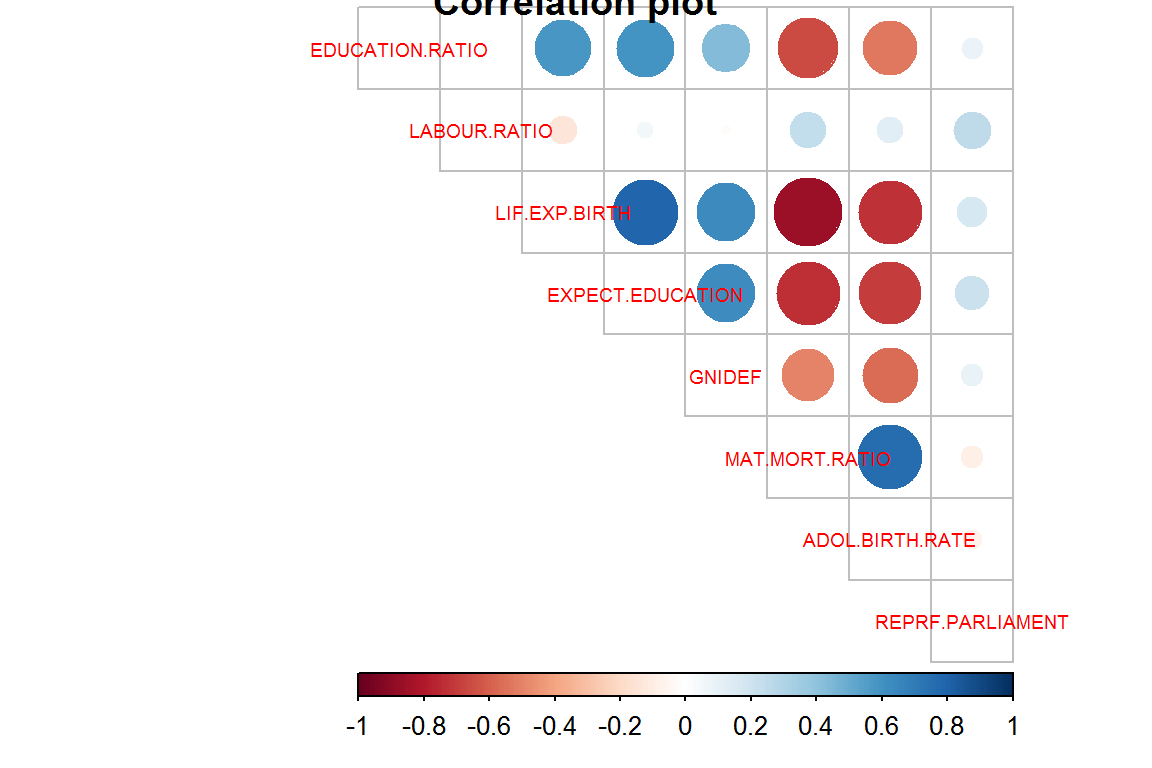 Correlation plot
EDUCATION.RATIO
LABOUR.RATIO
LIF.EXP.BIRTH
EXPECT.EDUCATION
GNIDEF
MAT.MORT.RATIO
ADOL.BIRTH.RATE
REPRF.PARLIAMENT
-1 -0.8 -0.6 -0.4 -0.2 0 0.2 0.4 0.6 0.8 1